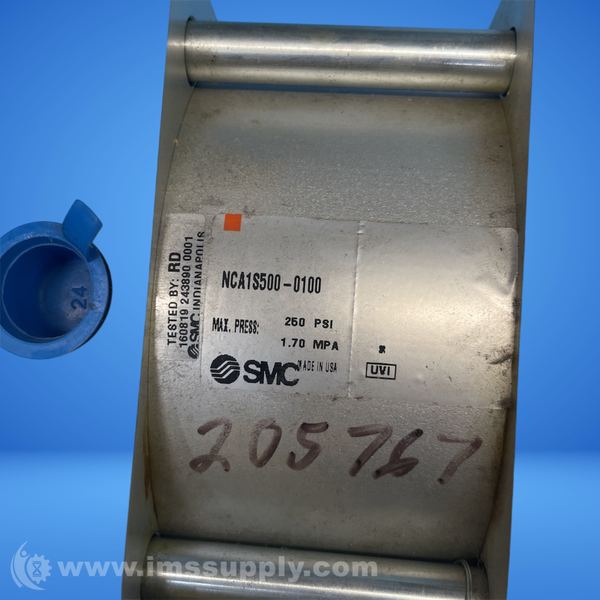 TESTED BY: RD
160819 243890 0001
SMC INDIANAPOLIS
NCA1S500-0100
MAX. PRESS: 250 PSI
1.70 MPA
SMC MADE IN USA
UVI
24
205767
www.imssupply.com